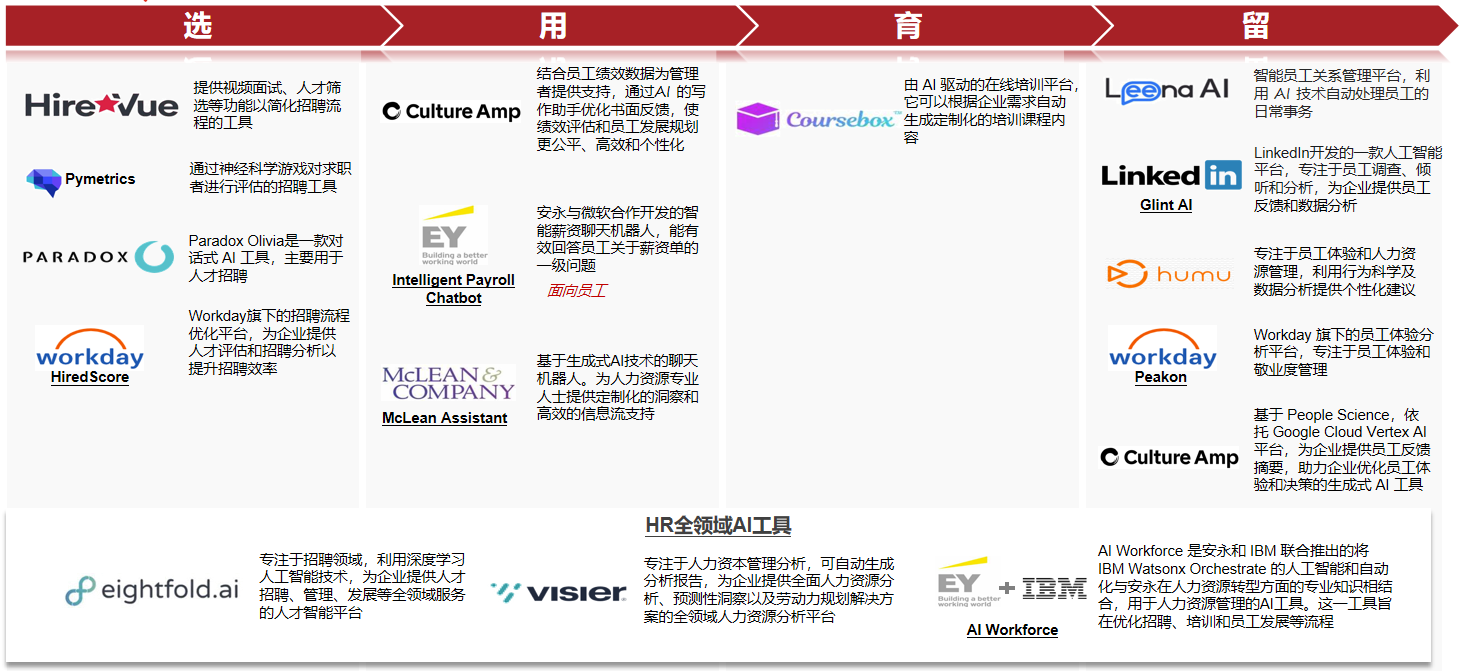 选
用
育
留
HireVue
提供视频面试、人才筛
选等功能以简化招聘流
程的工具
Pymetrics
通过神经科学游戏对求职
者进行评估的招聘工具
PARADOX
Paradox Olivia是一款对
话式 AI 工具，主要用于
人才招聘
workday
HiredScore
Workday旗下的招聘流程
优化平台，为企业提供
人才评估和招聘分析以
提升招聘效率
Culture Amp
结合员工绩效数据为管理
者提供支持，通过AI 的写
作助手优化书面反馈，使
绩效评估和员工发展规划
更公平、高效和个性化
EY
Building a better
working world
Intelligent Payroll
Chatbot
安永与微软合作开发的智
能薪资聊天机器人，能有
效回答员工关于薪资单的
一级问题
面向员工
McLEAN &
COMPANY
McLean Assistant
基于生成式AI技术的聊天
机器人。为人力资源专业
人士提供定制化的洞察和
高效的信息流支持
Coursebox™
由 AI 驱动的在线培训平台，
它可以根据企业需求自动
生成定制化的培训课程内
容
Leena AI
智能员工关系管理平台，利
用 AI 技术自动处理员工的
日常事务
Linked in
Glint AI
LinkedIn开发的一款人工智能
平台，专注于员工调查、倾
听和分析，为企业提供员工
反馈和数据分析
humu
专注于员工体验和人力资
源管理，利用行为科学及
数据分析提供个性化建议
workday
Peakon
Workday 旗下的员工体验分
析平台，专注于员工体验和
敬业度管理
Culture Amp
基于 People Science，依
托 Google Cloud Vertex AI
平台，为企业提供员工反馈
摘要，助力企业优化员工体
验和决策的生成式 AI 工具
HR全领域AI工具
eightfold.ai
专注于招聘领域，利用深度学习
人工智能技术，为企业提供人才
招聘、管理、发展等全领域服务
的人才智能平台
VISIER
专注于人力资本管理分析，可自动生成
分析报告，为企业提供全面人力资源分
析、预测性洞察以及劳动力规划解决方
案的全领域人力资源分析平台
EY
Building a better
working world
+ IBM
AI Workforce
AI Workforce 是安永和 IBM 联合推出的将
IBM Watsonx Orchestrate 的人工智能和自动
化与安永在人力资源转型方面的专业知识相结
合，用于人力资源管理的AI工具。这一工具旨
在优化招聘、培训和员工发展等流程